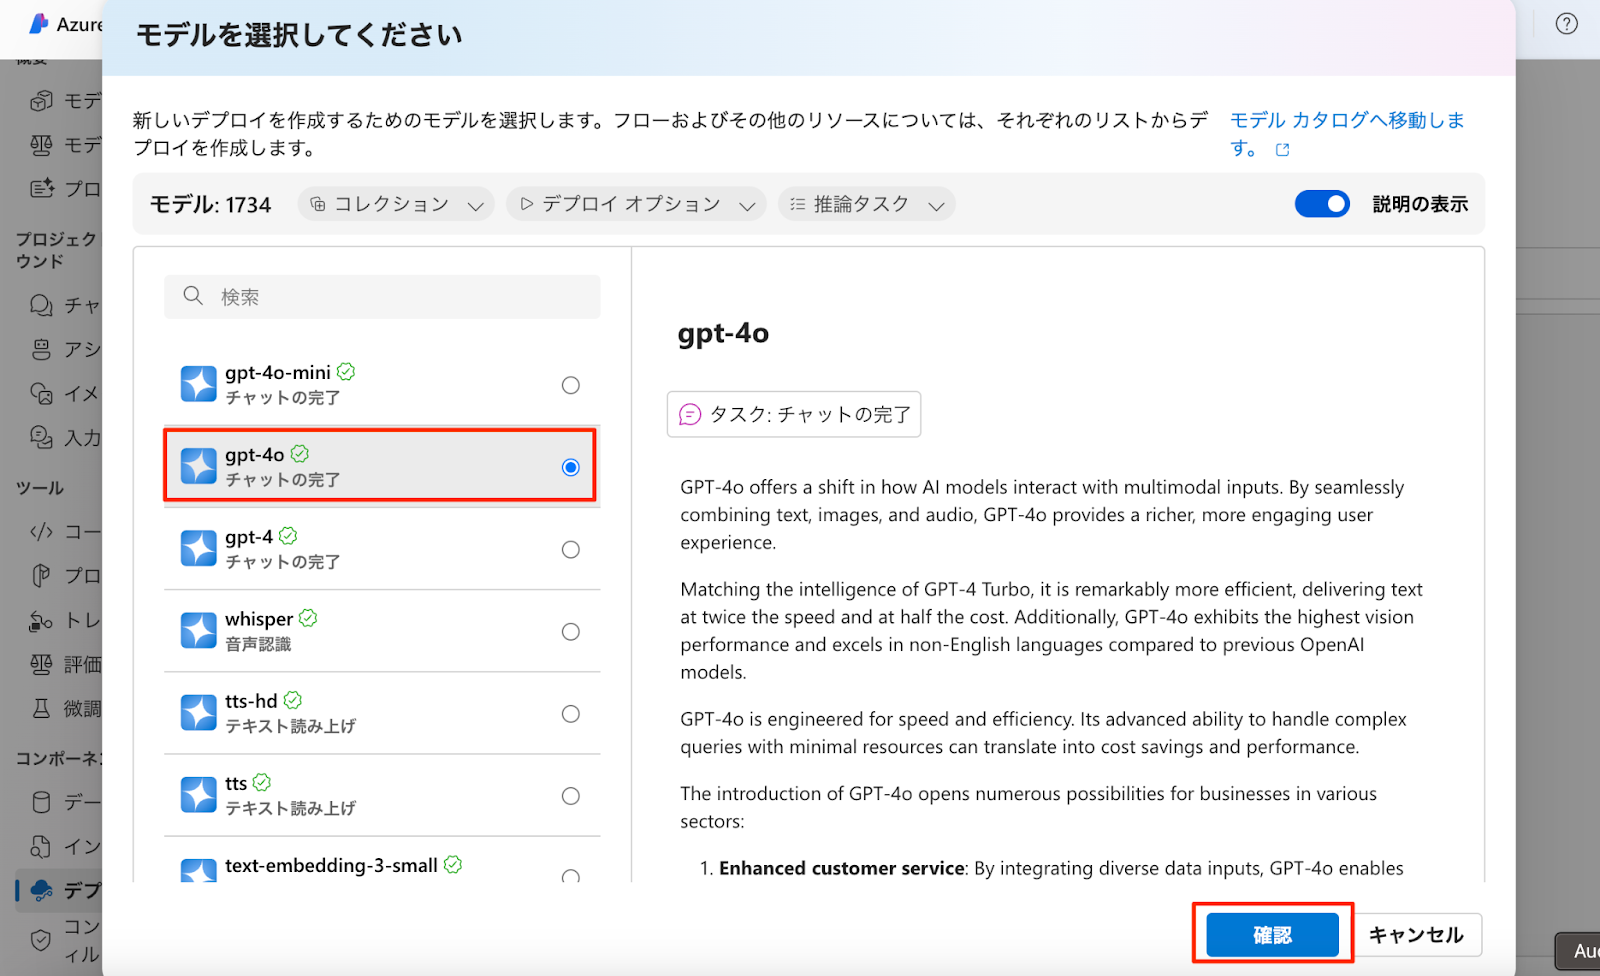 Azure
モデルを選択してください
概要
モデ
モデ
プロ
プロジェクト
ウンド
チャ
アシ
イメ
入力
ツール
コー
プロ
トレ
評価
微調
コンポーネン
デー
イン
デプ
コン
ィル
新しいデプロイを作成するためのモデルを選択します。フローおよびその他のリソースについては、それぞれのリストからデ
プロイを作成します。
モデル カタログへ移動しま
す。
モデル: 1734
コレクション
デプロイ オプション
推論タスク
説明の表示
検索
gpt-4o-mini
チャットの完了
gpt-4o
チャットの完了
gpt-4
チャットの完了
whisper
音声認識
tts-hd
テキスト読み上げ
tts
テキスト読み上げ
text-embedding-3-small
gpt-4o
タスク: チャットの完了
GPT-4o offers a shift in how AI models interact with multimodal inputs. By seamlessly
combining text, images, and audio, GPT-4o provides a richer, more engaging user
experience.
Matching the intelligence of GPT-4 Turbo, it is remarkably more efficient, delivering text
at twice the speed and at half the cost. Additionally, GPT-4o exhibits the highest vision
performance and excels in non-English languages compared to previous OpenAI
models.
GPT-4o is engineered for speed and efficiency. Its advanced ability to handle complex
queries with minimal resources can translate into cost savings and performance.
The introduction of GPT-4o opens numerous possibilities for businesses in various
sectors:
1. Enhanced customer service: By integrating diverse data inputs, GPT-4o enables
確認
キャンセル
Auc